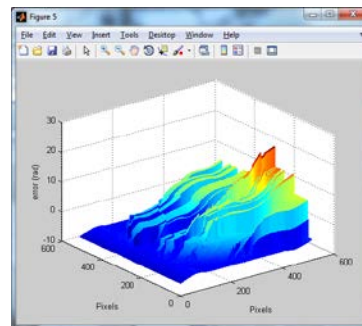 Figure 5
File Edit View Insert Tools Desktop Window Help
30
20
10
0
-10
error (rad)
600
400
200
0
Pixels
0
200
400
600
Pixels